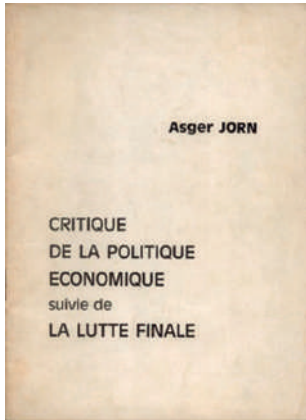 Asger JORN
CRITIQUE
DE LA POLITIQUE
ECONOMIQUE
suivie de
LA LUTTE FINALE